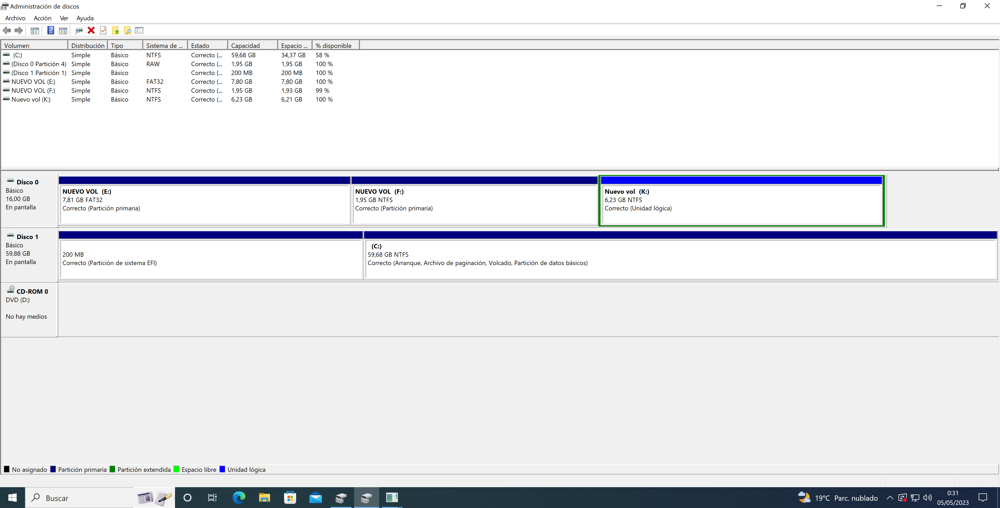 Administración de discos
Archivo Acción Ver Ayuda
Volumen Distribución Tipo Sistema de ... Estado Capacidad Espacio ... % disponible
(C:) Simple Básico NTFS Correcto (... 59,68 GB 34,37 GB 58 %
(Disco 0 Partición 4) Simple Básico RAW Correcto (... 1,95 GB 1,95 GB 100 %
(Disco 1 Partición 1) Simple Básico Correcto (... 200 MB 200 MB 100 %
NUEVO VOL (E:) Simple Básico FAT32 Correcto (... 7,80 GB 7,80 GB 100 %
NUEVO VOL (F:) Simple Básico NTFS Correcto (... 1,95 GB 1,93 GB 99 %
Nuevo vol (K:) Simple Básico NTFS Correcto (... 6,23 GB 6,21 GB 100 %
Disco 0
Básico
16,00 GB
En pantalla
NUEVO VOL (E:)
7,81 GB FAT32
Correcto (Partición primaria)
NUEVO VOL (F:)
1,95 GB NTFS
Correcto (Partición primaria)
Nuevo vol (K:)
6,23 GB NTFS
Correcto (Unidad lógica)
Disco 1
Básico
59,88 GB
En pantalla
200 MB
Correcto (Partición de sistema EFI)
(C:)
59,68 GB NTFS
Correcto (Arranque, Archivo de paginación, Volcado, Partición de datos básicos)
CD-ROM 0
DVD (D:)
No hay medios
No asignado Partición primaria Partición extendida Espacio libre Unidad lógica
Buscar
19°C Parc. nublado
0:31
05/05/2023